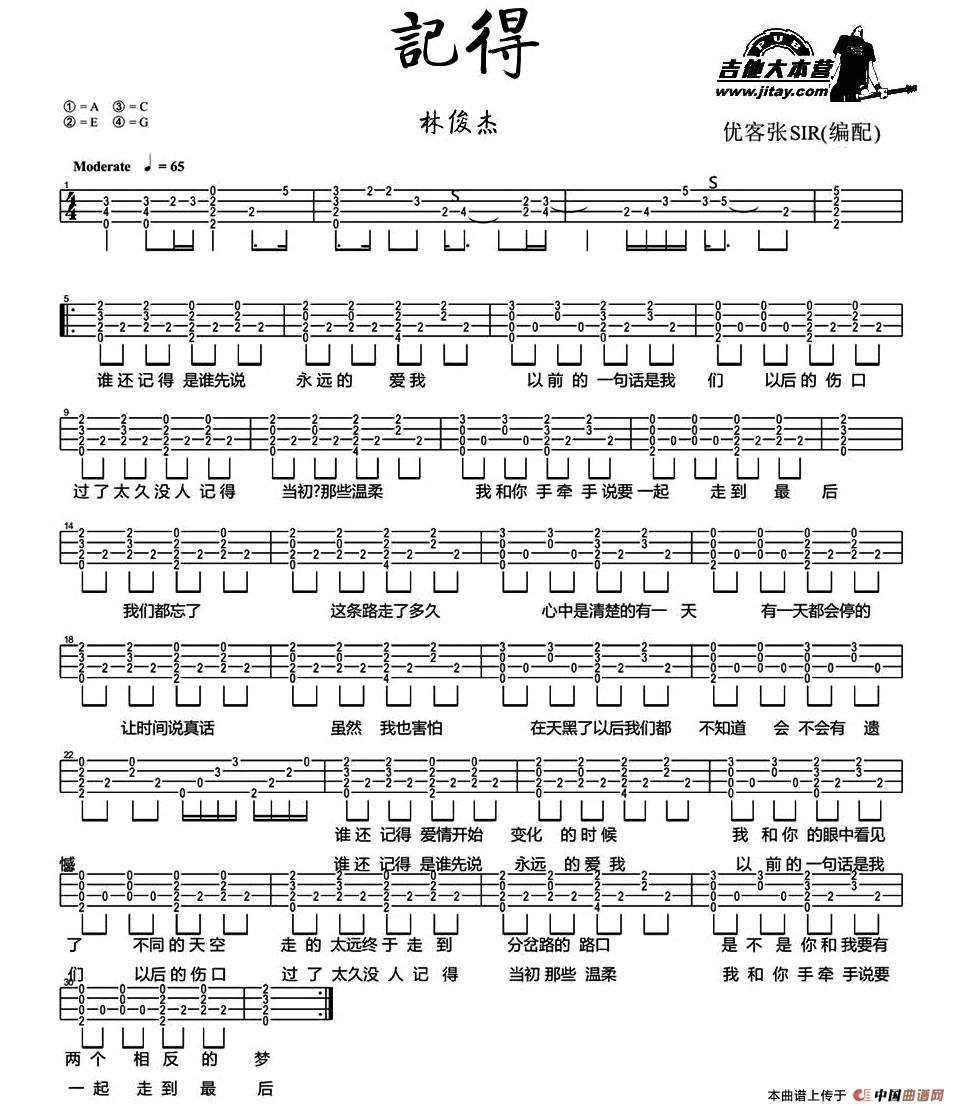 記得
PUB
吉他大本营
www.jitay.com
① = A ③ = C
② = E ④ = G
林俊杰
优客张SIR(编配)
Moderate ♩ = 65
谁还记得 是谁先说 永远的 爱我 以前的一句话是我 们 以后的伤口
过了太久没人记得 当初?那些温柔 我和你手牵手说要一起 走到 最 后
我们都忘了 这条路走了多久 心中是清楚的有一 天 有一天都会停的
让时间说真话 虽然 我也害怕 在天黑了以后我们都 不知道 会 不会有 遗
谁还 记得 爱情开始 变化 的时候 我 和你 的眼中看见
憾 谁还 记得 是谁先说 永远 的爱我 以 前的一句话是我
了 不同的天空 走的 太远终于走到 分岔路的 路口 是不是你和我要有
们 以后的伤口 过了太久没人记得 当初 那些 温柔 我和你手牵手说要
两个 相反的梦
一起 走到 最 后
本曲谱上传于 中国曲谱网